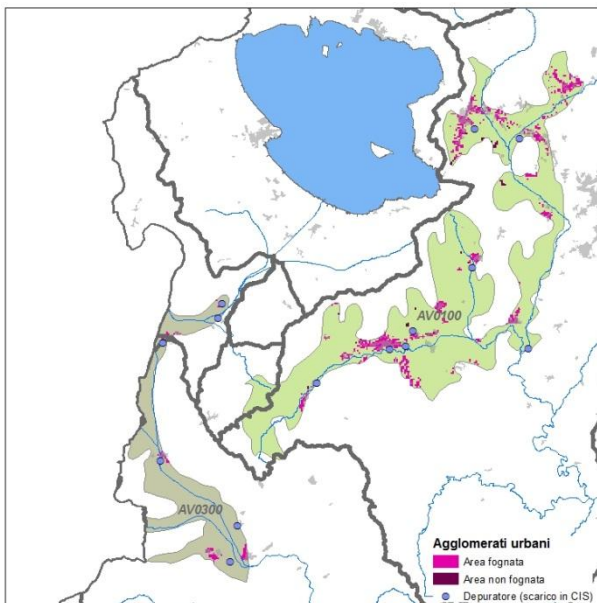 AV0100
AV0300
Agglomerati urbani
Area fognata
Area non fognata
Depuratore (scarico in CIS)